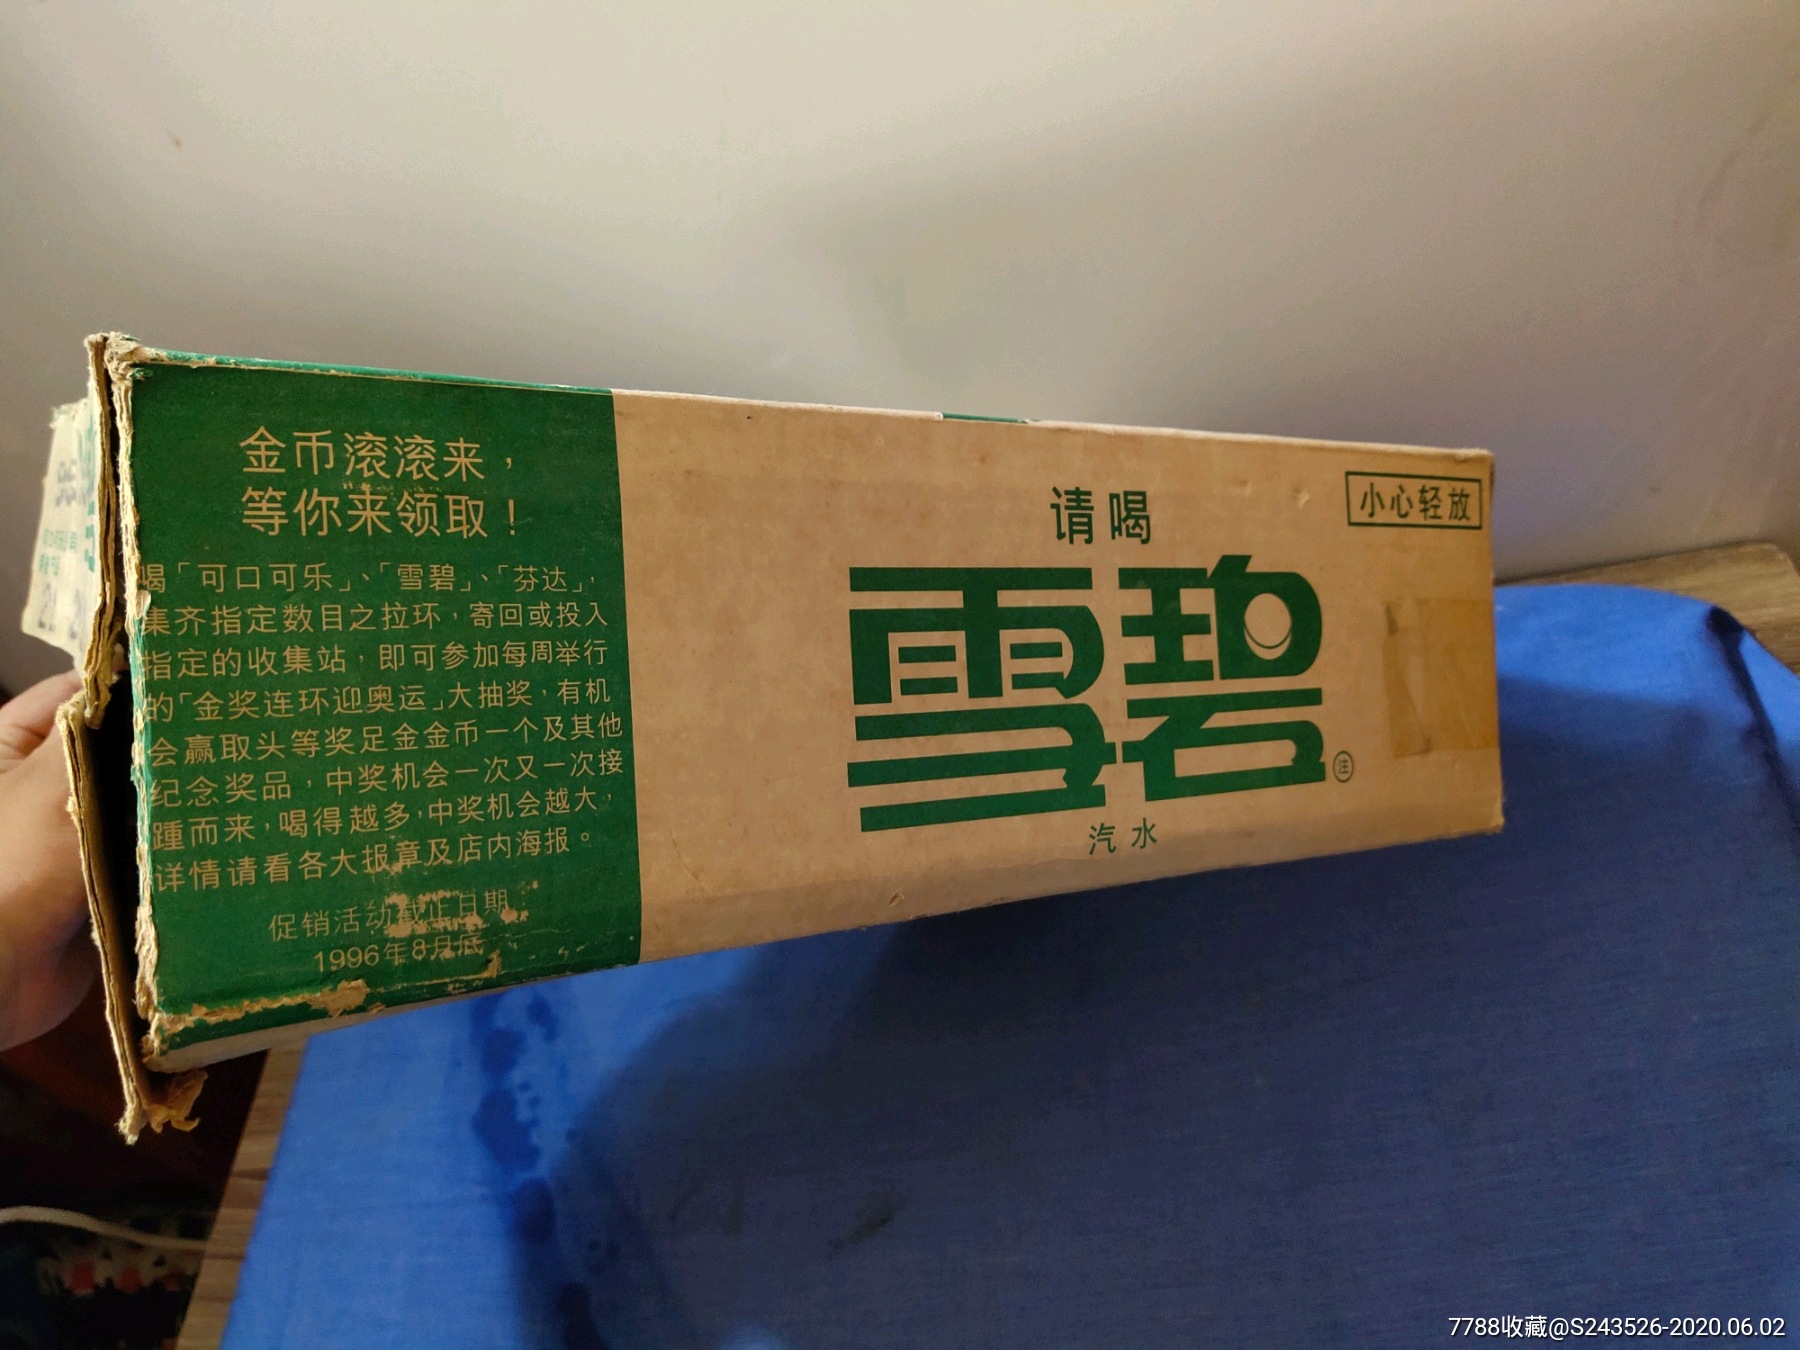 金币滚滚来，
等你来领取！
喝「可口可乐」、「雪碧」、「芬达」，
集齐指定数目之拉环，寄回或投入
指定的收集站，即可参加每周举行
的「金奖连环迎奥运」大抽奖，有机
会赢取头等奖足金金币一个及其他
纪念奖品，中奖机会一次又一次接
踵而来，喝得越多，中奖机会越大，
详情请看各大报章及店内海报。
促销活动截止日期：
1996年8月底
请喝
雪碧
注
汽水
小心轻放
7788收藏@S243526-2020.06.02